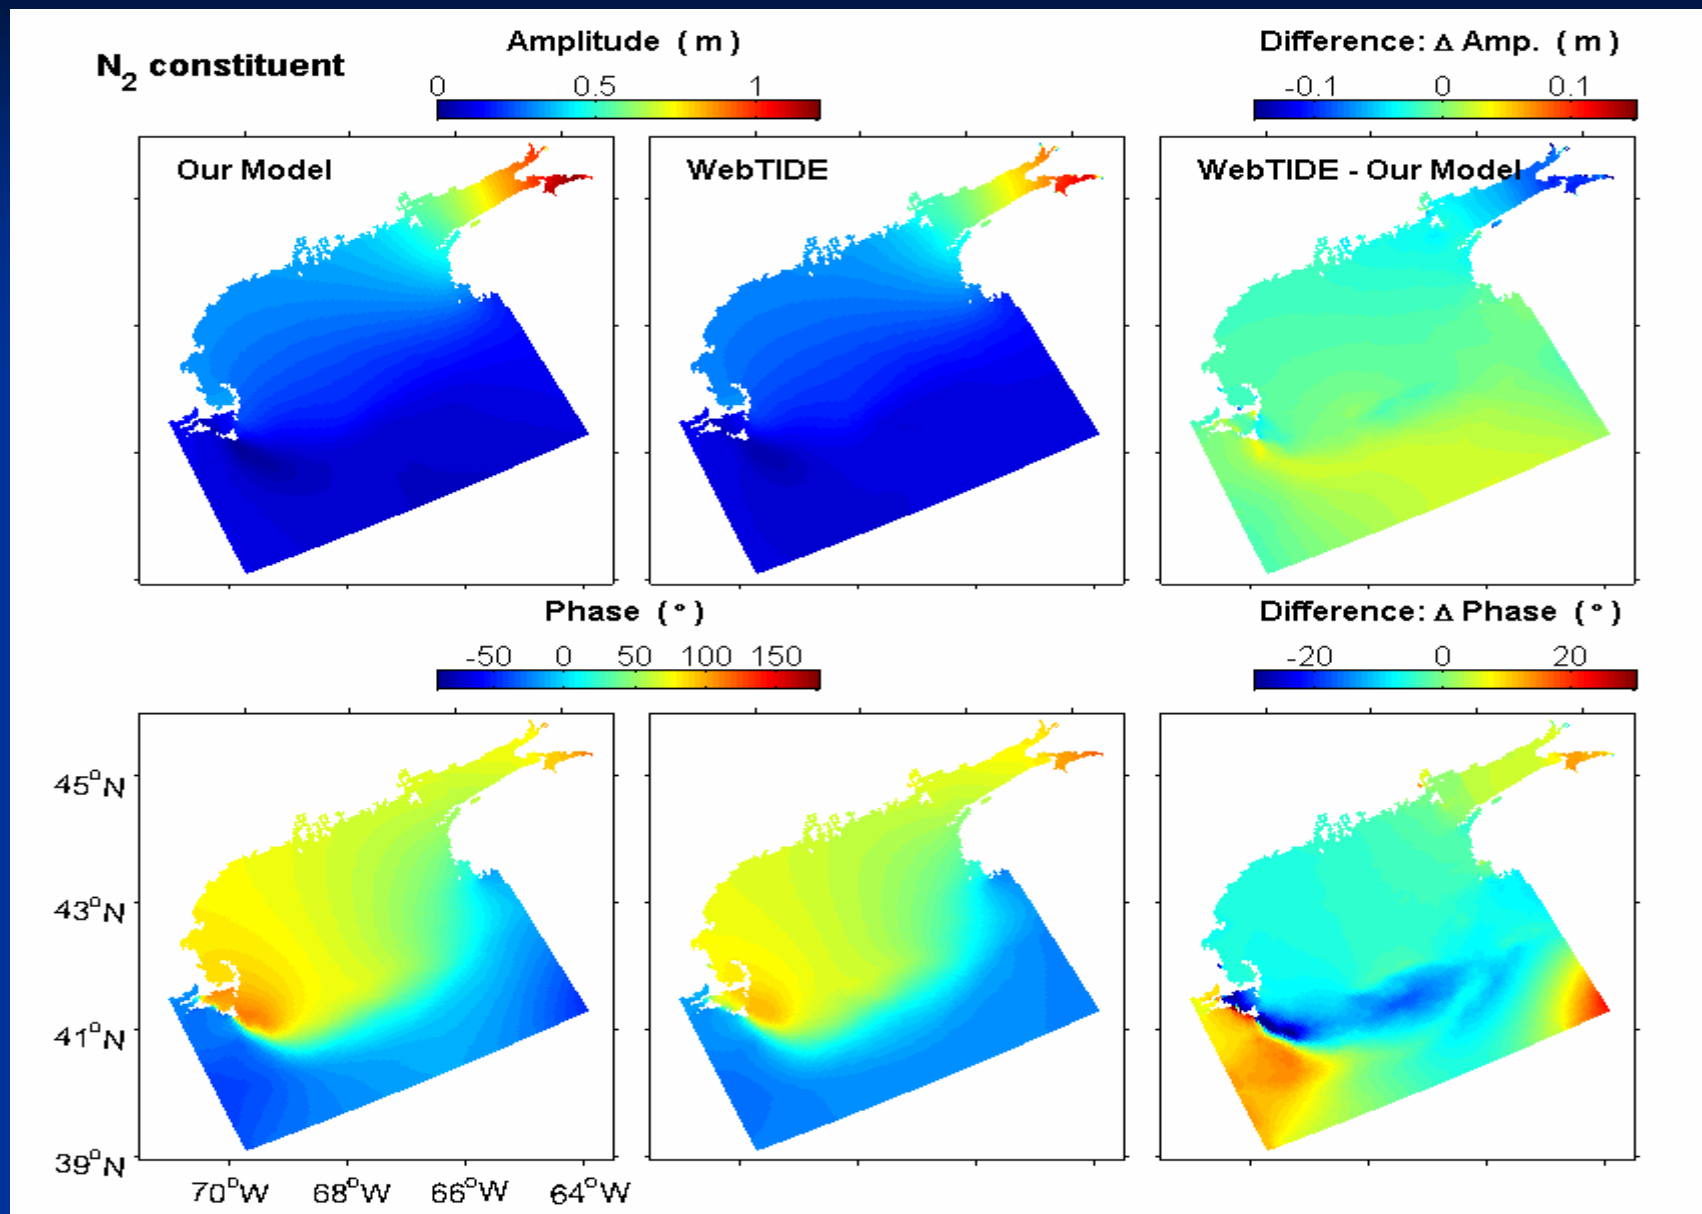 N2 constituent
Amplitude ( m )
0 0.5 1
Difference: Δ Amp. ( m )
-0.1 0 0.1
Our Model
WebTIDE
WebTIDE - Our Model
Phase ( ° )
-50 0 50 100 150
Difference: Δ Phase ( ° )
-20 0 20
45°N
43°N
41°N
39°N
70°W 68°W 66°W 64°W